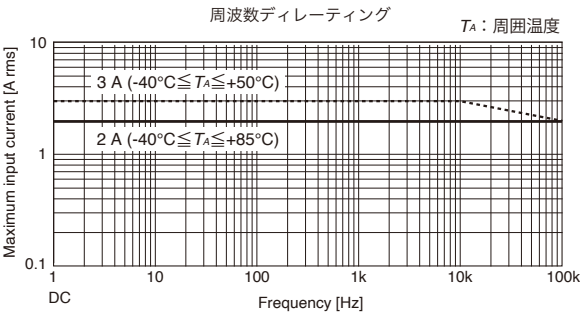 周波数ディレーティング
TA：周囲温度
Maximum input current [A rms]
10
1
0.1
3 A (-40°C≦TA≦+50°C)
2 A (-40°C≦TA≦+85°C)
1
10
100
1k
10k
100k
DC
Frequency [Hz]